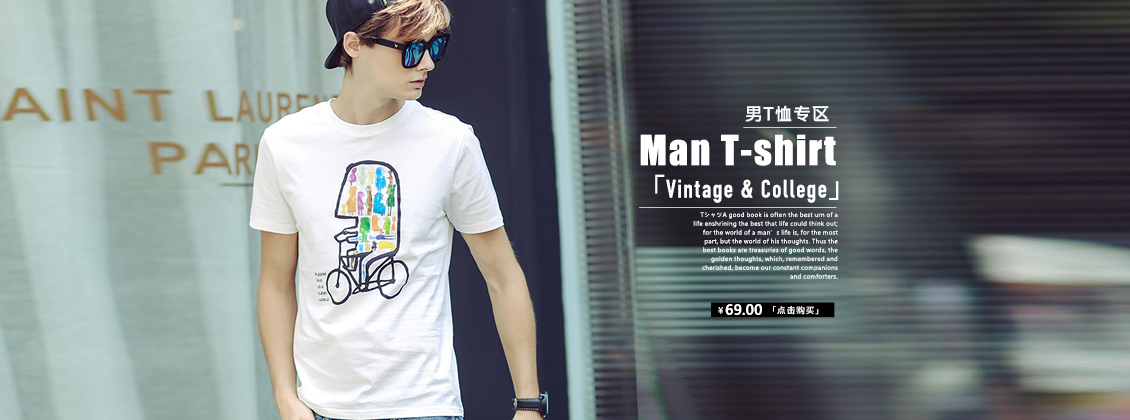 AINT LAUREN
PAR
男T恤专区
Man T-shirt
「Vintage & College」
TシャツA good book is often the best urn of a
life enshrining the best that life could think out;
for the world of a man's life is, for the most
part, but the world of his thoughts. Thus the
best books are treasuries of good words, the
golden thoughts, which, remembered and
cherished, become our constant companions
and comforters.
¥69.00 「点击购买」